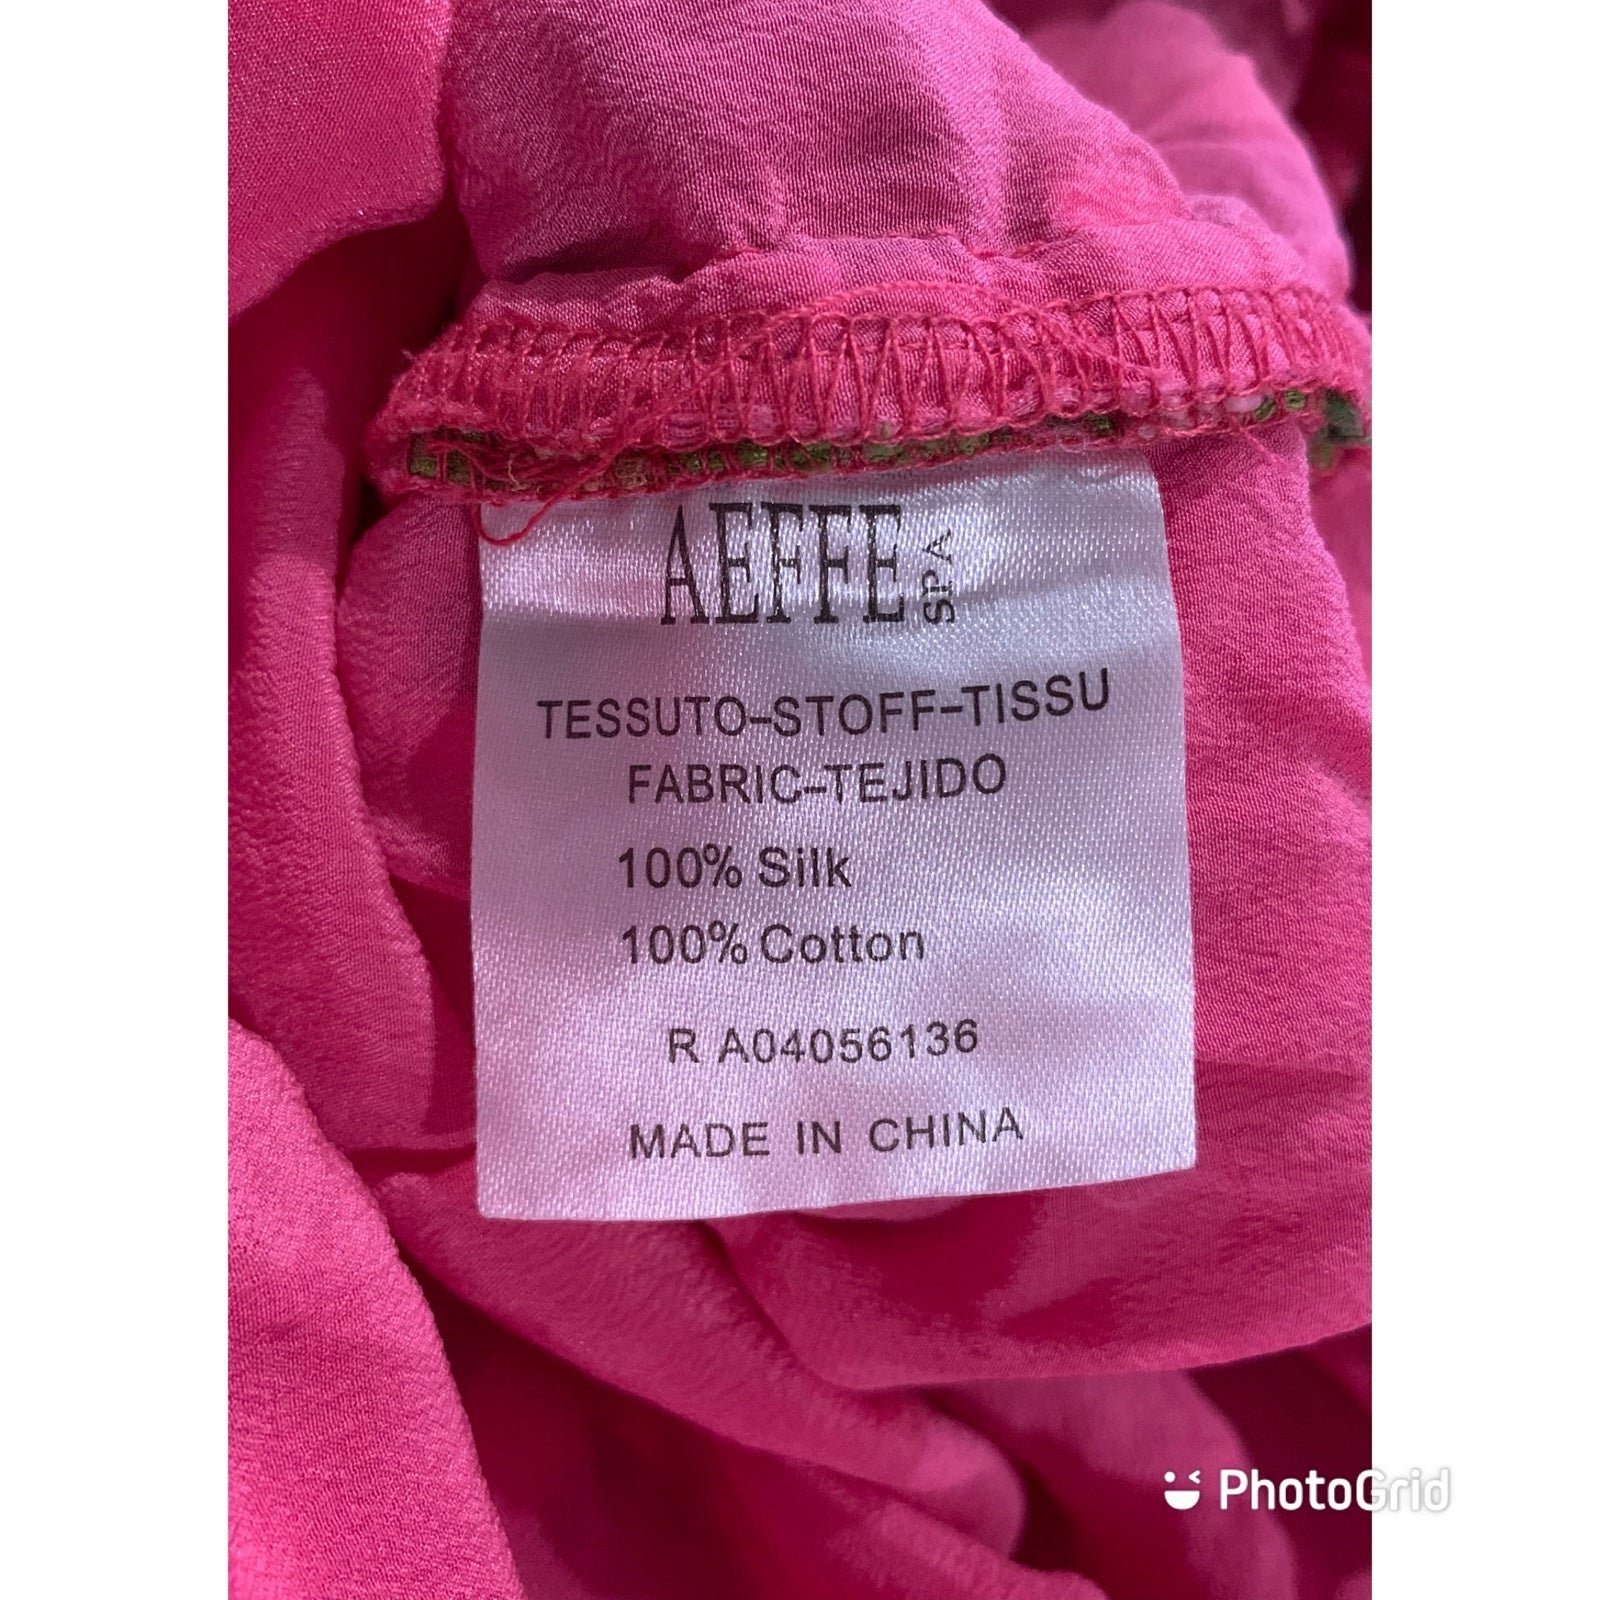 AEFFE SPA
TESSUTO-STOFF-TISSU
FABRIC-TEJIDO
100% Silk
100% Cotton
R A04056136
MADE IN CHINA
PhotoGrid